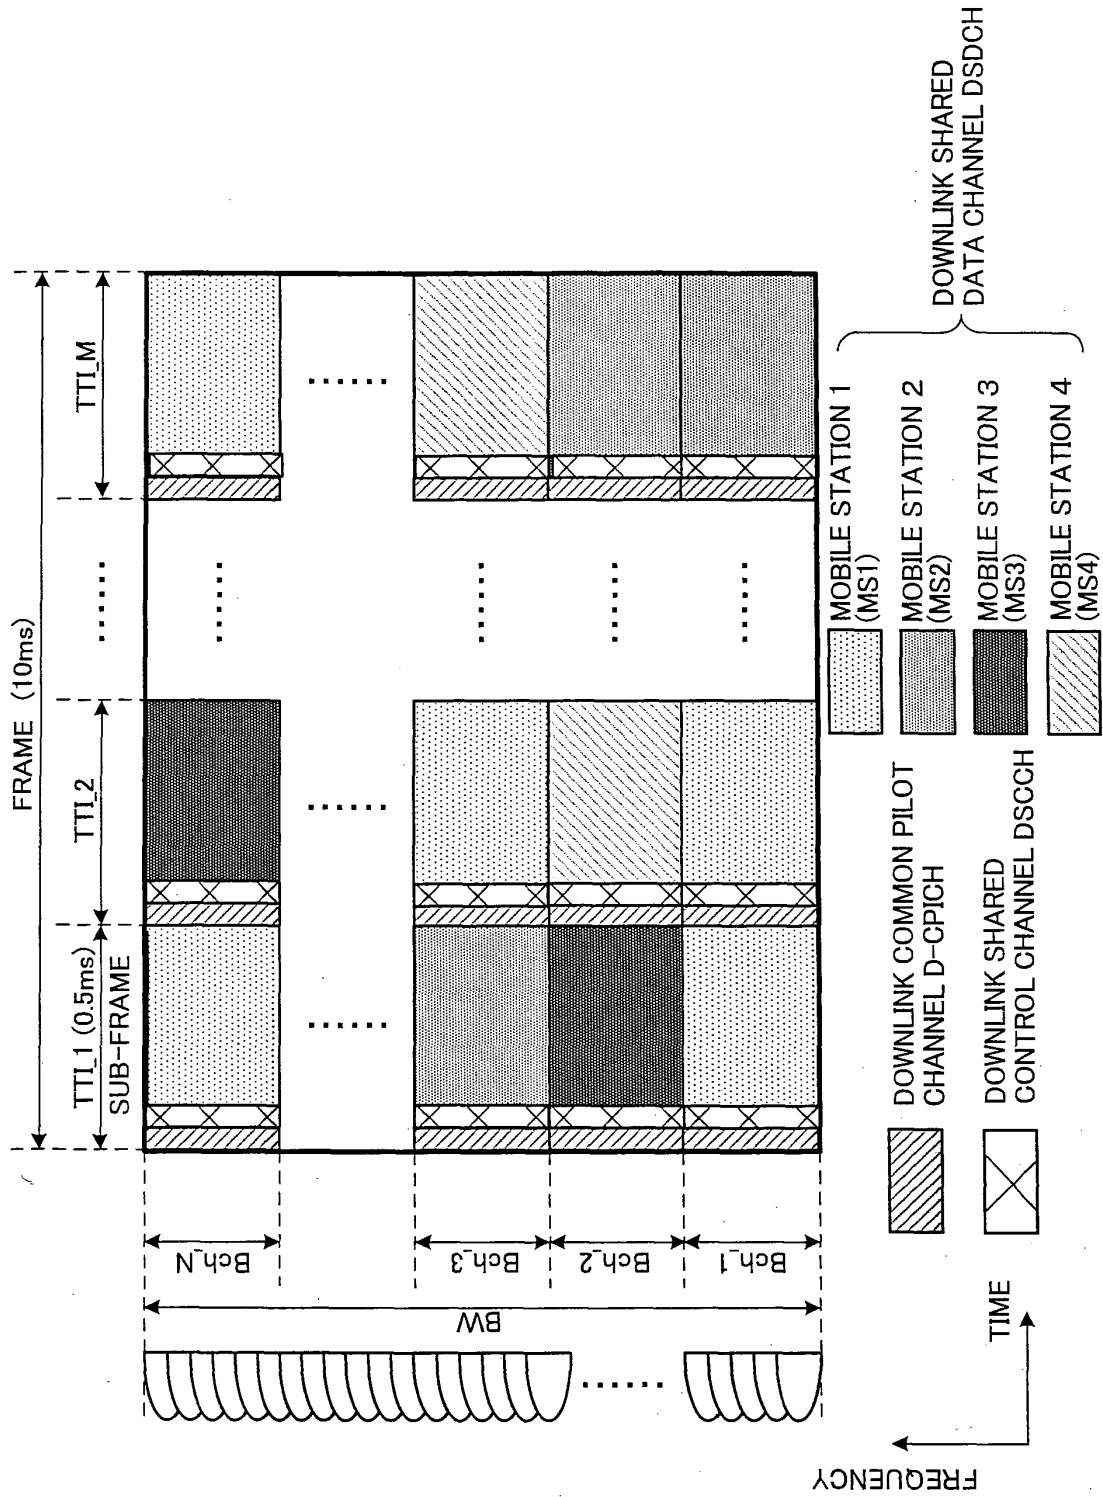 FRAME (10ms)
TTI_1 (0.5ms)
SUB-FRAME
TTI_2
TTI_M
Bch_N
Bch_3
Bch_2
Bch_1
BW
FREQUENCY
TIME
DOWNLINK COMMON PILOT
CHANNEL D-CPICH
DOWNLINK SHARED
CONTROL CHANNEL DSCCH
MOBILE STATION 1
(MS1)
MOBILE STATION 2
(MS2)
MOBILE STATION 3
(MS3)
MOBILE STATION 4
(MS4)
DOWNLINK SHARED
DATA CHANNEL DSDCH